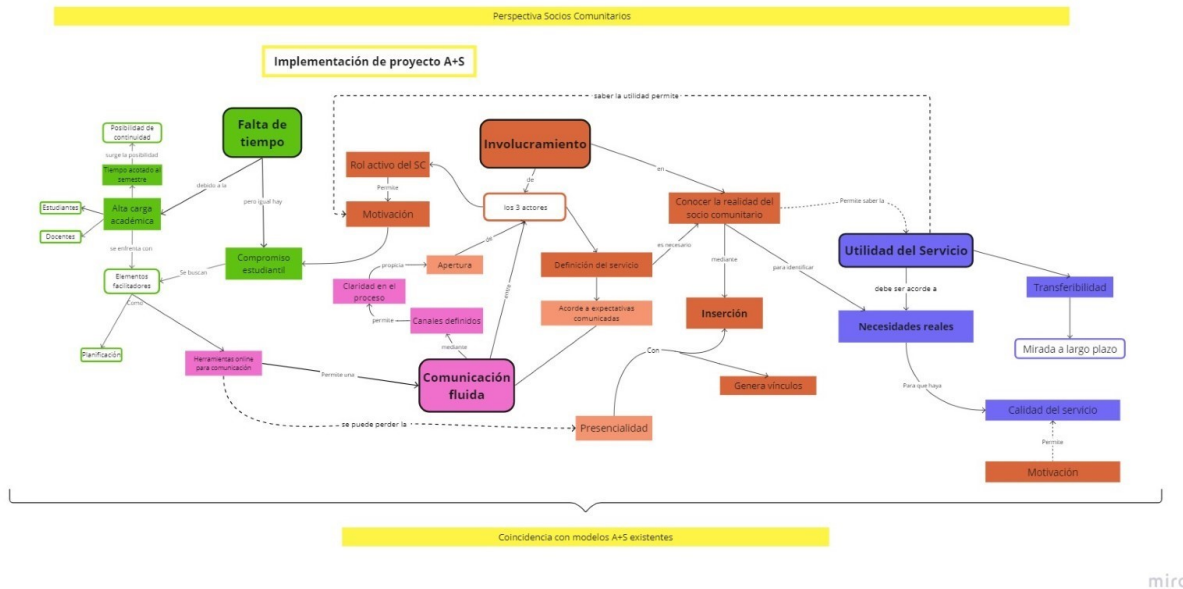 Perspectiva Socios Comunitarios
Implementación de proyecto A+S
saber la utilidad permite
Falta de
tiempo
Posibilidad de
continuidad
surge la posibilidad
Tiempo acotado al
semestre
debido a la
pero igual hay
Estudiantes
Docentes
Alta carga
académica
se enfrenta con
Compromiso
estudiantil
Se buscan
Elementos
facilitadores
Como
Planificación
Herramientas online
para comunicación
Permite una
se puede perder la
Involucramiento
Rol activo del SC
Permite
Motivación
de
los 3 actores
en
Conocer la realidad del
socio comunitario
Permite saber la
propicia
Apertura
de
entre
Claridad en el
proceso
permite
Canales definidos
mediante
Comunicación
fluida
Definición del servicio
es necesario
Acorde a expectativas
comunicadas
mediante
para identificar
Inserción
Con
Genera vínculos
Presencialidad
Utilidad del Servicio
debe ser acorde a
Necesidades reales
Transferibilidad
Mirada a largo plazo
Para que haya
Calidad del servicio
Permite
Motivación
Coincidencia con modelos A+S existentes
miro